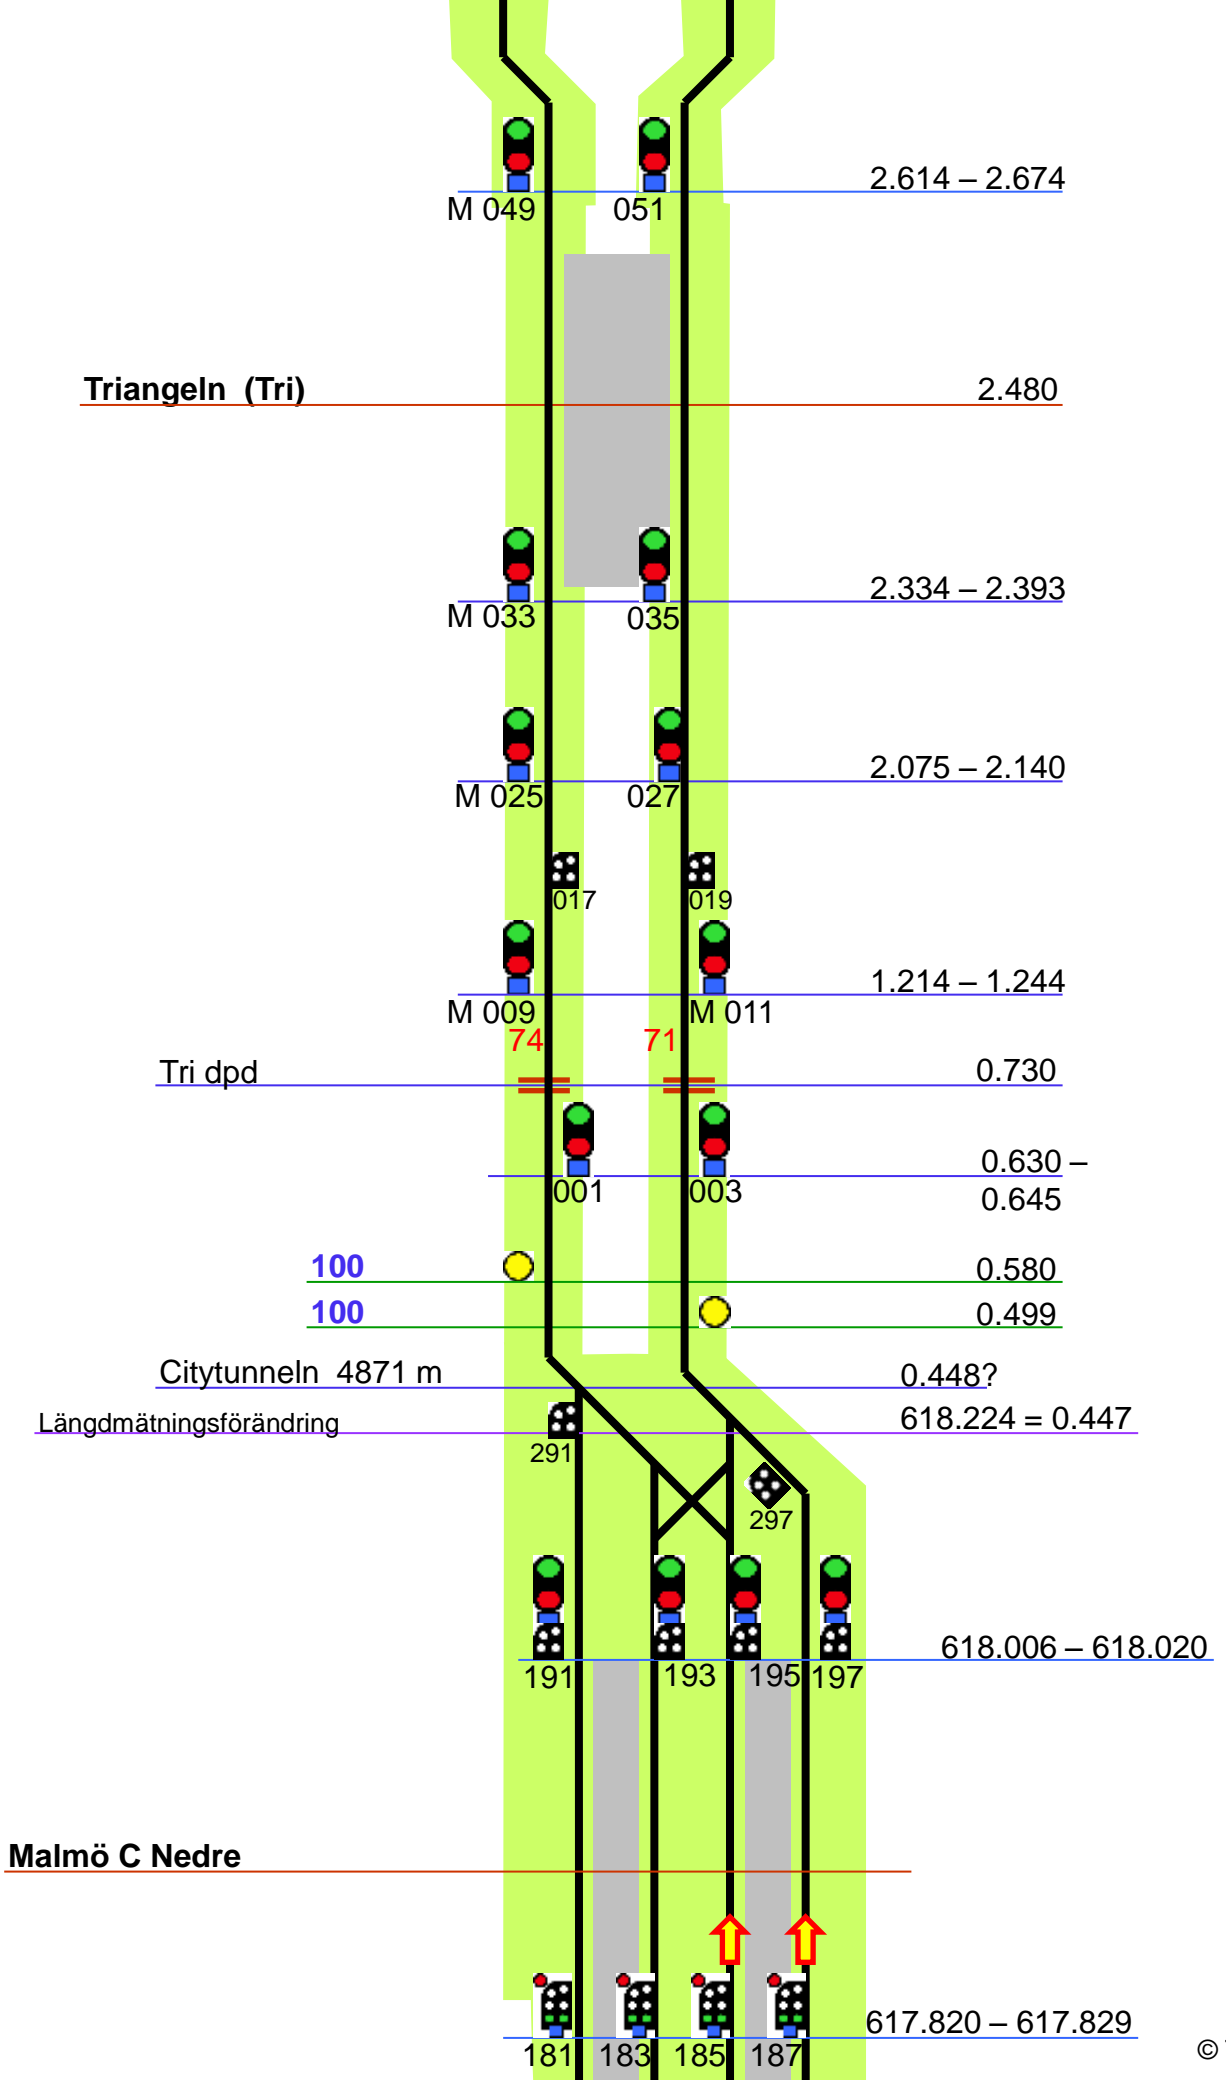 2.614 – 2.674
M 049 051
Triangeln (Tri) 2.480
2.334 – 2.393
M 033 035
2.075 – 2.140
M 025 027
017 019
1.214 – 1.244
M 009 M 011
74 71
Tri dpd 0.730
0.630 –
001 003 0.645
100 0.580
100 0.499
Citytunneln 4871 m 0.448?
Längdmätningsförändring 618.224 = 0.447
291
297
618.006 – 618.020
191 193 195 197
Malmö C Nedre
617.820 – 617.829
181 183 185 187
©